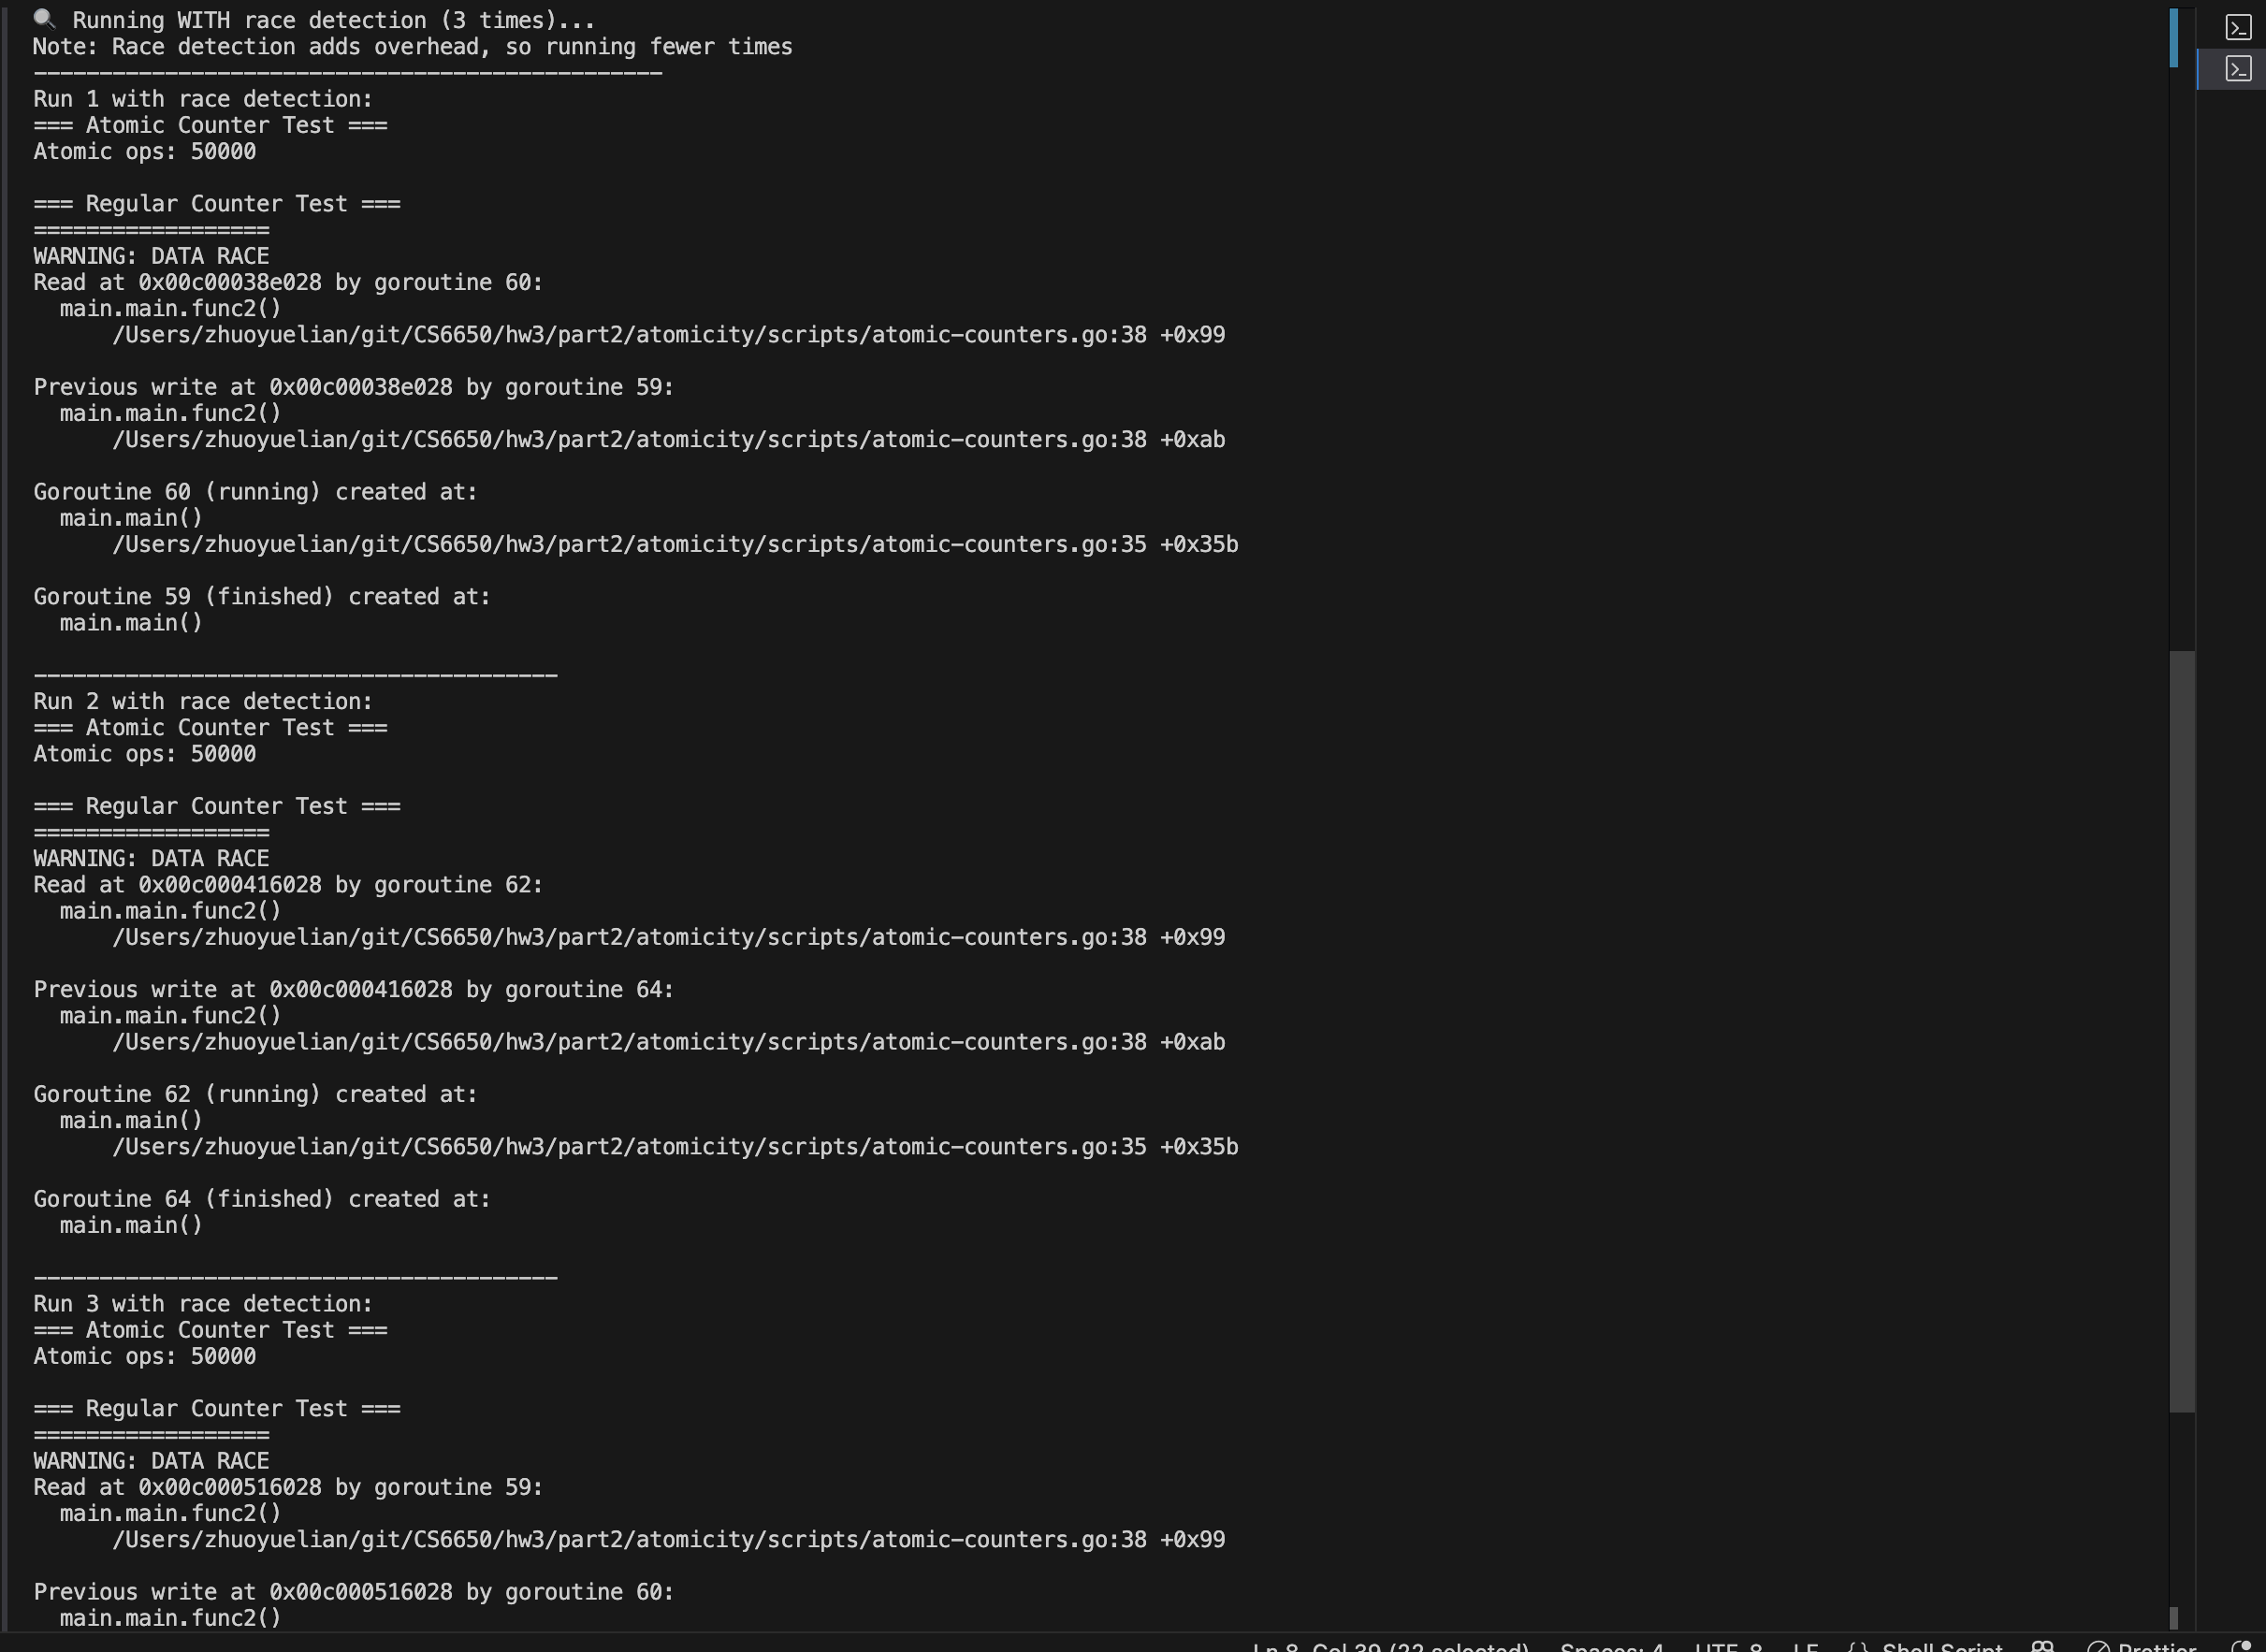 🔍 Running WITH race detection (3 times)...
Note: Race detection adds overhead, so running fewer times
------------------------------------------------
Run 1 with race detection:
=== Atomic Counter Test ===
Atomic ops: 50000
=== Regular Counter Test ===
==================
WARNING: DATA RACE
Read at 0x00c00038e028 by goroutine 60:
main.main.func2()
/Users/zhuoyuelian/git/CS6650/hw3/part2/atomicity/scripts/atomic-counters.go:38 +0x99
Previous write at 0x00c00038e028 by goroutine 59:
main.main.func2()
/Users/zhuoyuelian/git/CS6650/hw3/part2/atomicity/scripts/atomic-counters.go:38 +0xab
Goroutine 60 (running) created at:
main.main()
/Users/zhuoyuelian/git/CS6650/hw3/part2/atomicity/scripts/atomic-counters.go:35 +0x35b
Goroutine 59 (finished) created at:
main.main()
----------------------------------------
Run 2 with race detection:
=== Atomic Counter Test ===
Atomic ops: 50000
=== Regular Counter Test ===
==================
WARNING: DATA RACE
Read at 0x00c000416028 by goroutine 62:
main.main.func2()
/Users/zhuoyuelian/git/CS6650/hw3/part2/atomicity/scripts/atomic-counters.go:38 +0x99
Previous write at 0x00c000416028 by goroutine 64:
main.main.func2()
/Users/zhuoyuelian/git/CS6650/hw3/part2/atomicity/scripts/atomic-counters.go:38 +0xab
Goroutine 62 (running) created at:
main.main()
/Users/zhuoyuelian/git/CS6650/hw3/part2/atomicity/scripts/atomic-counters.go:35 +0x35b
Goroutine 64 (finished) created at:
main.main()
----------------------------------------
Run 3 with race detection:
=== Atomic Counter Test ===
Atomic ops: 50000
=== Regular Counter Test ===
==================
WARNING: DATA RACE
Read at 0x00c000516028 by goroutine 59:
main.main.func2()
/Users/zhuoyuelian/git/CS6650/hw3/part2/atomicity/scripts/atomic-counters.go:38 +0x99
Previous write at 0x00c000516028 by goroutine 60:
main.main.func2()
Ln 8, Col 39 (22 selected) Spaces: 4 UTF-8 LF {} Shell Script Prettier